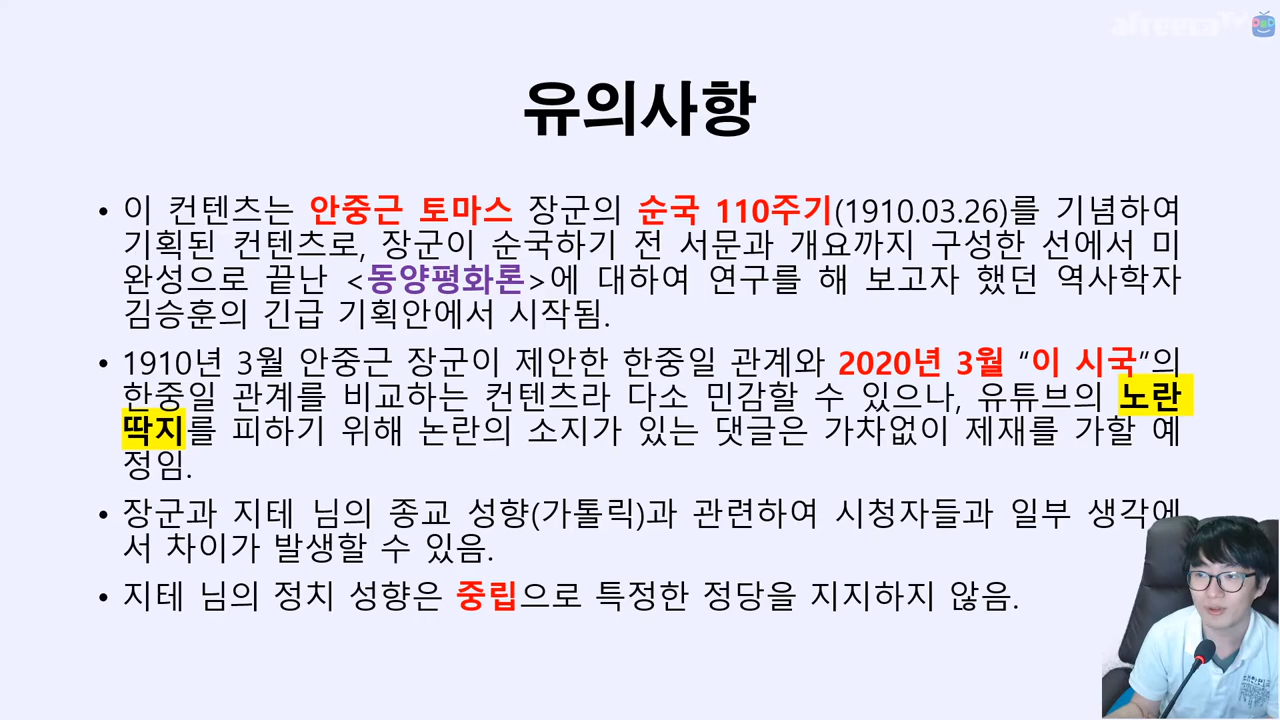 afreecaTV
유의사항
• 이 컨텐츠는 안중근 토마스 장군의 순국 110주기(1910.03.26)를 기념하여
기획된 컨텐츠로, 장군이 순국하기 전 서문과 개요까지 구성한 선에서 미
완성으로 끝난 <동양평화론>에 대하여 연구를 해 보고자 했던 역사학자
김승훈의 긴급 기획안에서 시작됨.
• 1910년 3월 안중근 장군이 제안한 한중일 관계와 2020년 3월 “이 시국”의
한중일 관계를 비교하는 컨텐츠라 다소 민감할 수 있으나, 유튜브의 노란
딱지를 피하기 위해 논란의 소지가 있는 댓글은 가차없이 제재를 가할 예
정임.
• 장군과 지테 님의 종교 성향(가톨릭)과 관련하여 시청자들과 일부 생각에
서 차이가 발생할 수 있음.
• 지테 님의 정치 성향은 중립으로 특정한 정당을 지지하지 않음.